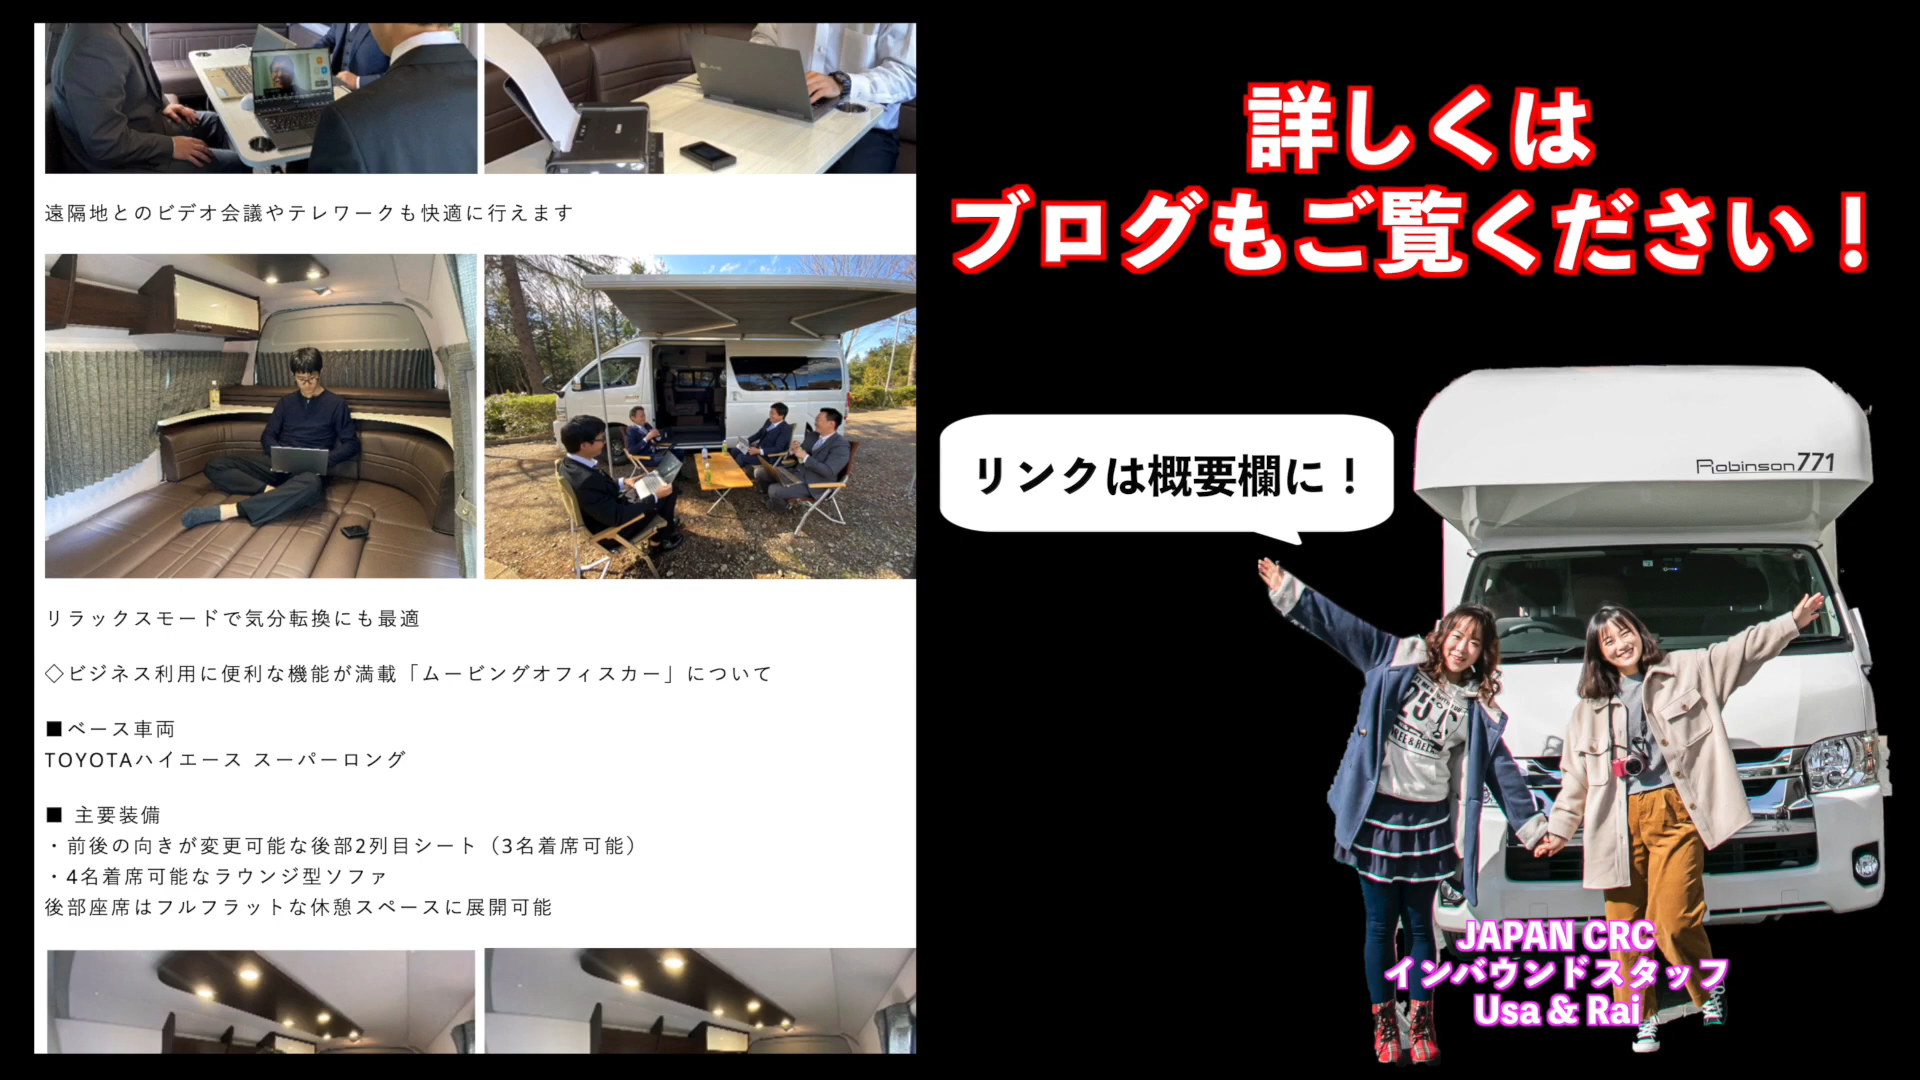 遠隔地とのビデオ会議やテレワークも快適に行えます
リラックスモードで気分転換にも最適
◇ビジネス利用に便利な機能が満載「ムービングオフィスカー」について
■ベース車両
TOYOTAハイエース スーパーロング
■ 主要装備
・前後の向きが変更可能な後部2列目シート（3名着席可能）
・4名着席可能なラウンジ型ソファ
後部座席はフルフラットな休憩スペースに展開可能
詳しくは
ブログもご覧ください！
リンクは概要欄に！
Robinson771
JAPAN CRC
インバウンドスタッフ
Usa & Rai